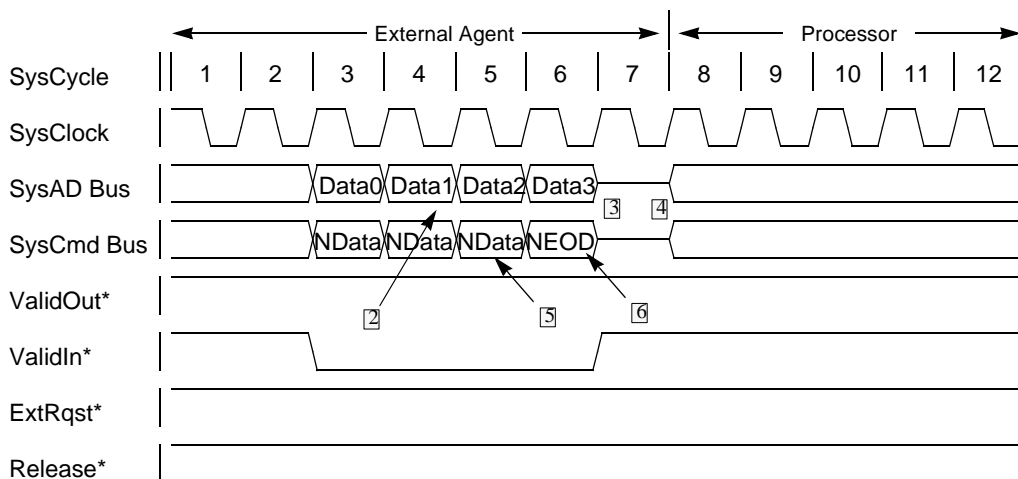 External Agent Processor
SysCycle 1 2 3 4 5 6 7 8 9 10 11 12
SysClock
SysAD Bus Data0 Data1 Data2 Data3
3 4
SysCmd Bus NData NData NData NEOD
ValidOut*
2 5 6
ValidIn*
ExtRqst*
Release*